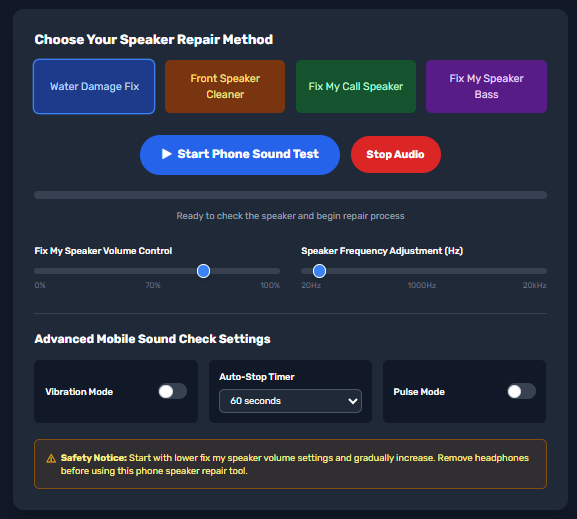 Choose Your Speaker Repair Method
Water Damage Fix
Front Speaker
Cleaner
Fix My Call Speaker
Fix My Speaker
Bass
Start Phone Sound Test
Stop Audio
Ready to check the speaker and begin repair process
Fix My Speaker Volume Control
0% 70% 100%
Speaker Frequency Adjustment (Hz)
20Hz 1000Hz 20kHz
Advanced Mobile Sound Check Settings
Vibration Mode
Auto-Stop Timer
60 seconds
Pulse Mode
Safety Notice: Start with lower fix my speaker volume settings and gradually increase. Remove headphones
before using this phone speaker repair tool.